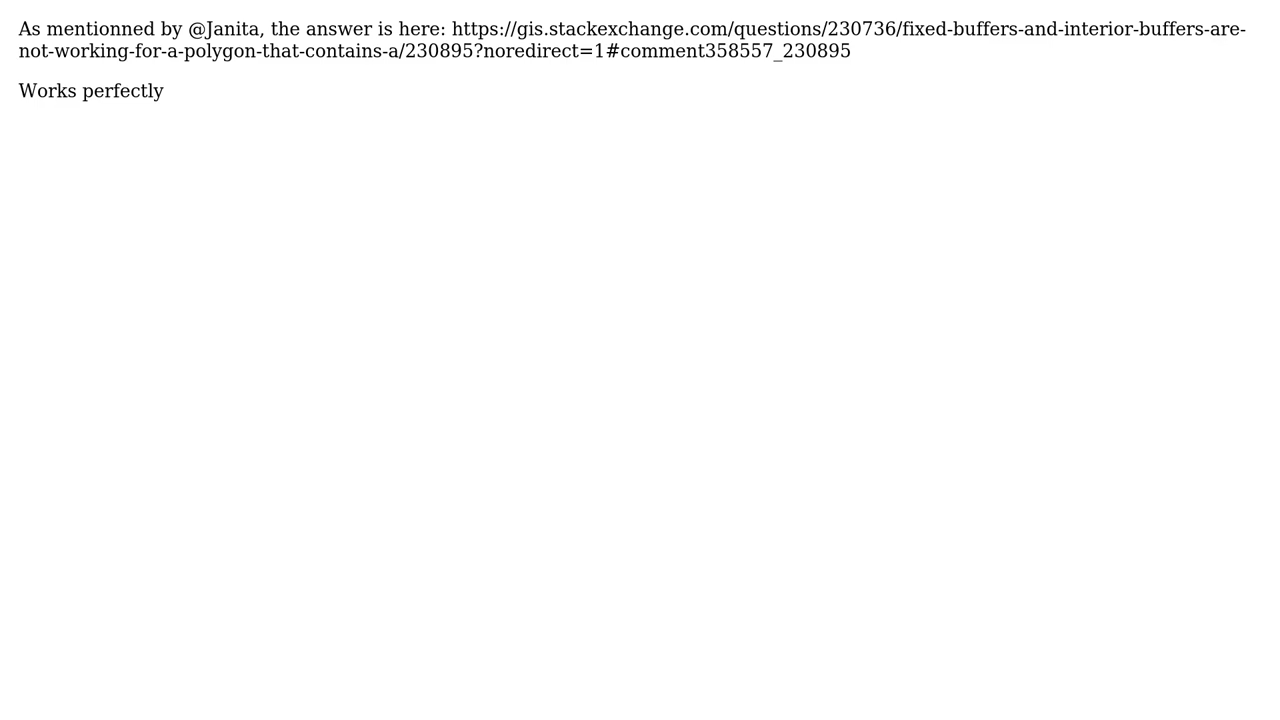 As mentionned by @Janita, the answer is here: https://gis.stackexchange.com/questions/230736/fixed-buffers-and-interior-buffers-are-
not-working-for-a-polygon-that-contains-a/230895?noredirect=1#comment358557_230895
Works perfectly